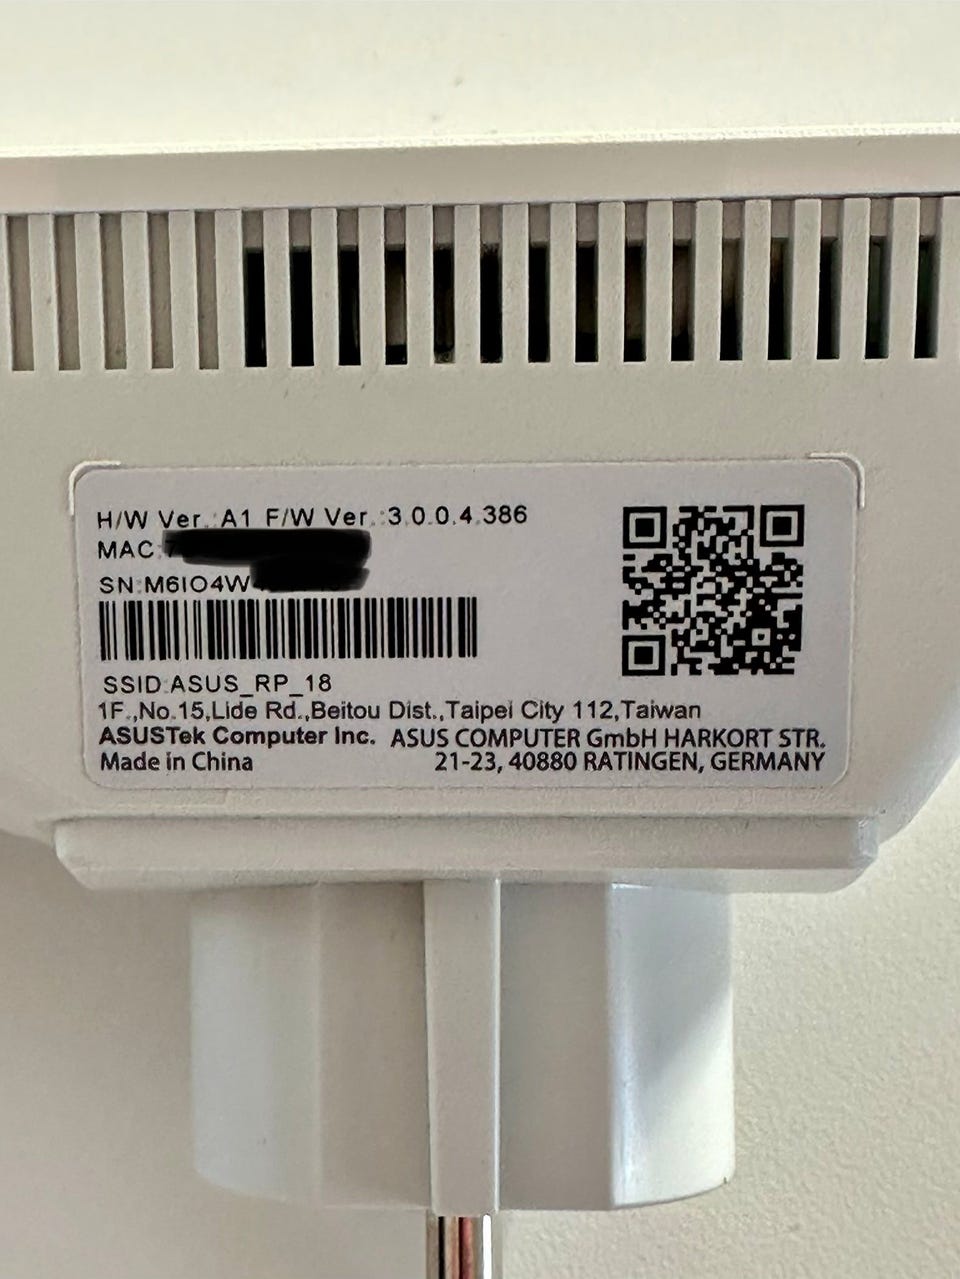 H/W Ver.:A1 F/W Ver.:3.0.0.4.386
MAC:
SN:M6IO4W
SSID:ASUS_RP_18
1F.,No.15,Lide Rd.,Beitou Dist.,Taipei City 112,Taiwan
ASUSTek Computer Inc. ASUS COMPUTER GmbH HARKORT STR.
Made in China 21-23, 40880 RATINGEN, GERMANY